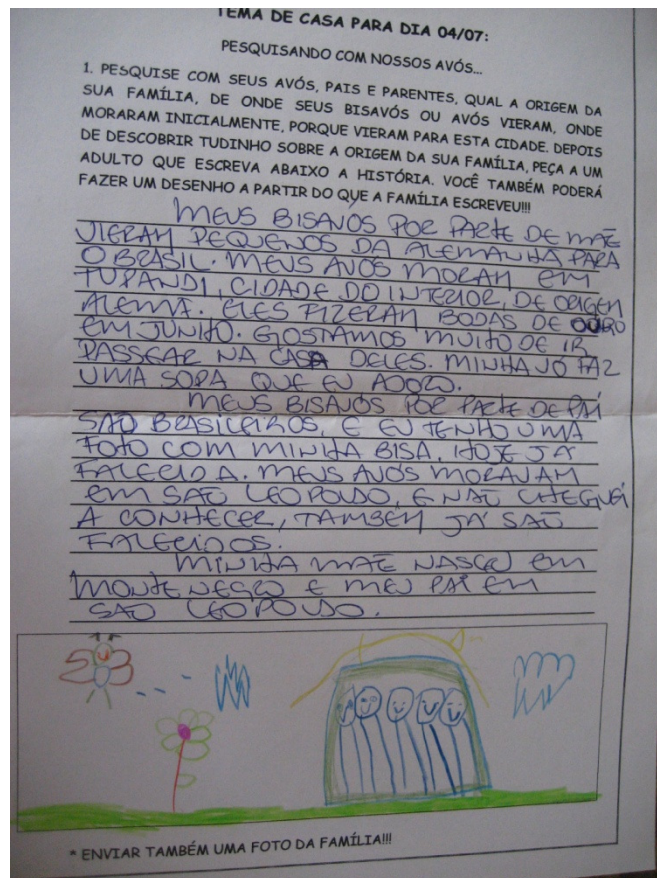 TEMA DE CASA PARA DIA 04/07:
PESQUISANDO COM NOSSOS AVÓS...
1. PESQUISE COM SEUS AVÓS, PAIS E PARENTES, QUAL A ORIGEM DA
SUA FAMÍLIA, DE ONDE SEUS BISAVÓS OU AVÓS VIERAM, ONDE
MORARAM INICIALMENTE, PORQUE VIERAM PARA ESTA CIDADE. DEPOIS
DE DESCOBRIR TUDINHO SOBRE A ORIGEM DA SUA FAMÍLIA, PEÇA A UM
ADULTO QUE ESCREVA ABAIXO A HISTÓRIA. VOCÊ TAMBÉM PODERÁ
FAZER UM DESENHO A PARTIR DO QUE A FAMÍLIA ESCREVEU!!!
MEUS BISAVÓS POR PARTE DE MÃE
VIERAM PEQUENOS DA ALEMANHA PARA
O BRASIL. MEUS AVÓS MORAM EM
TUPANDI, CIDADE DO INTERIOR, DE ORIGEM
ALEMÃ. ELES FIZERAM BODAS DE OURO
EM JUNHO. GOSTAMOS MUITO DE IR
PASSEAR NA CASA DELES. MINHA VÓ FAZ
UMA SOPA QUE EU ADORO.
MEUS BISAVÓS POR PARTE DE PAI
SÃO BRASILEIROS, E EU TENHO UMA
FOTO COM MINHA BISA, HOJE JÁ
FALECIDA. MEUS AVÓS MORAVAM
EM SÃO LEOPOLDO, E NÃO CHEGUEI
A CONHECER, TAMBÉM JÁ SÃO
FALECIDOS.
MINHA MÃE NASCEU EM
MONTENEGRO E MEU PAI EM
SÃO LEOPOLDO.
* ENVIAR TAMBÉM UMA FOTO DA FAMÍLIA!!!